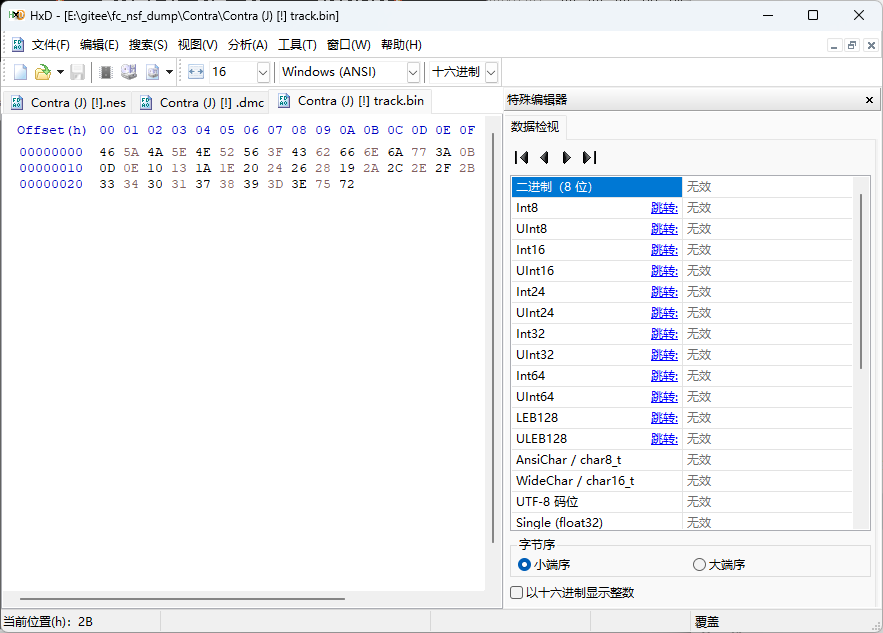 HxD - [E:\gitee\fc_nsf_dump\Contra\Contra (J) [!] track.bin]
文件(F) 编辑(E) 搜索(S) 视图(V) 分析(A) 工具(T) 窗口(W) 帮助(H)
16 Windows (ANSI) 十六进制
Contra (J) [!].nes Contra (J) [!] .dmc Contra (J) [!] track.bin
Offset(h) 00 01 02 03 04 05 06 07 08 09 0A 0B 0C 0D 0E 0F
00000000 46 5A 4A 5E 4E 52 56 3F 43 62 66 6E 6A 77 3A 0B
00000010 0D 0E 10 13 1A 1E 20 24 26 28 19 2A 2C 2E 2F 2B
00000020 33 34 30 31 37 38 39 3D 3E 75 72
特殊编辑器
数据检视
二进制（8 位） 无效
Int8 跳转: 无效
UInt8 跳转: 无效
Int16 跳转: 无效
UInt16 跳转: 无效
Int24 跳转: 无效
UInt24 跳转: 无效
Int32 跳转: 无效
UInt32 跳转: 无效
Int64 跳转: 无效
UInt64 跳转: 无效
LEB128 跳转: 无效
ULEB128 跳转: 无效
AnsiChar / char8_t 无效
WideChar / char16_t 无效
UTF-8 码位 无效
Single (float32) 无效
字节序
小端序 大端序
以十六进制显示整数
当前位置(h): 2B 覆盖